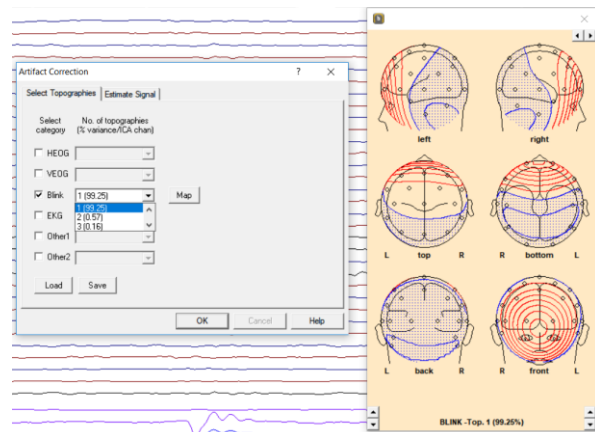 Artifact Correction ? ×
Select Topographies Estimate Signal
Select category
No. of topographies (% variance/ICA chan)
HEOG
VEOG
Blink 1 (99.25) Map
1 (99.25)
EKG 2 (0.57)
3 (0.16)
Other1
Other2
Load Save
OK Cancel Help
left right
L top R R bottom L
L back R R front L
BLINK -Top. 1 (99.25%)